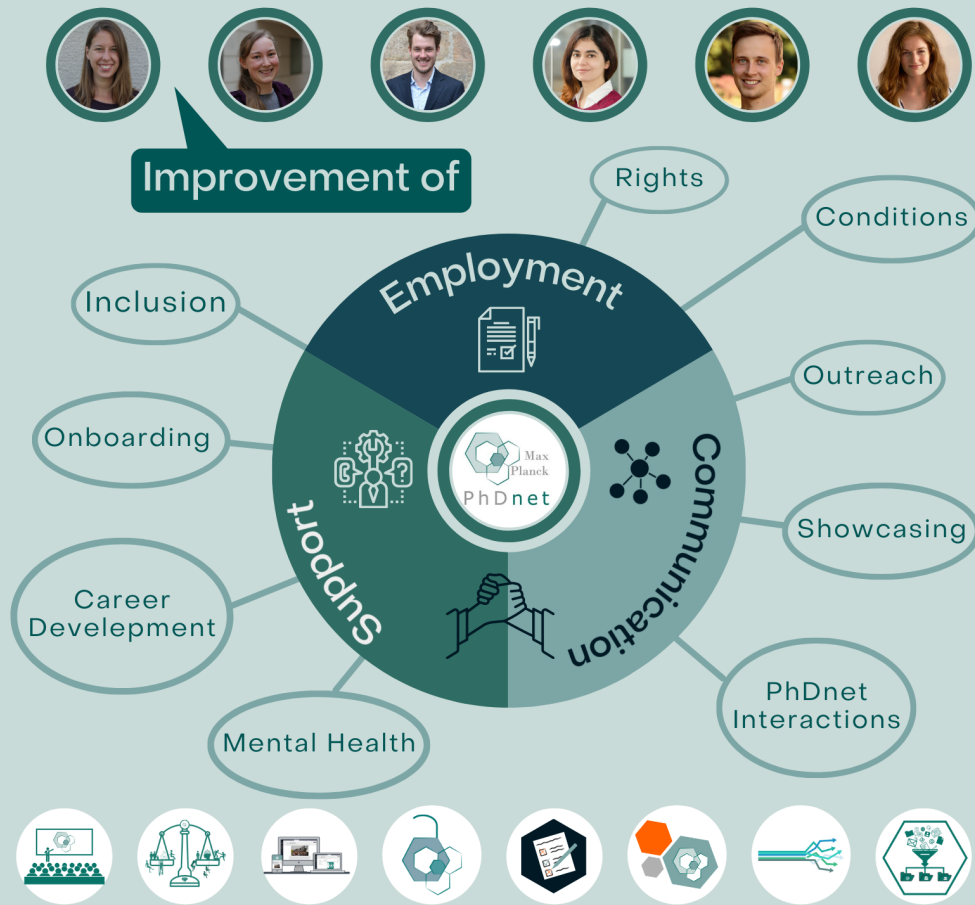 Improvement of
Rights
Conditions
Employment
Inclusion
Outreach
Onboarding
Max
Planck
PhDnet
Communication
Support
Showcasing
Career
Develepment
PhDnet
Interactions
Mental Health